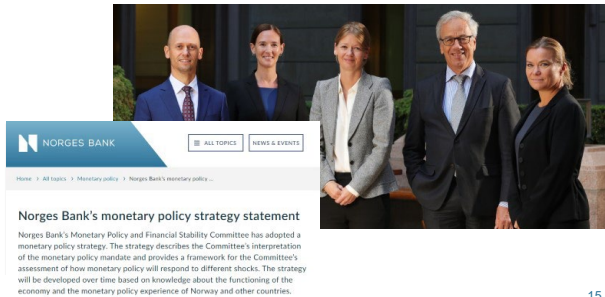 NORGES BANK
ALL TOPICS
NEWS & EVENTS
Home > All topics > Monetary policy > Norges Bank's monetary policy ...
Norges Bank's monetary policy strategy statement
Norges Bank's Monetary Policy and Financial Stability Committee has adopted a
monetary policy strategy. The strategy describes the Committee's interpretation
of the monetary policy mandate and provides a framework for the Committee's
assessment of how monetary policy will respond to different shocks. The strategy
will be developed over time based on knowledge about the functioning of the
economy and the monetary policy experience of Norway and other countries.
15